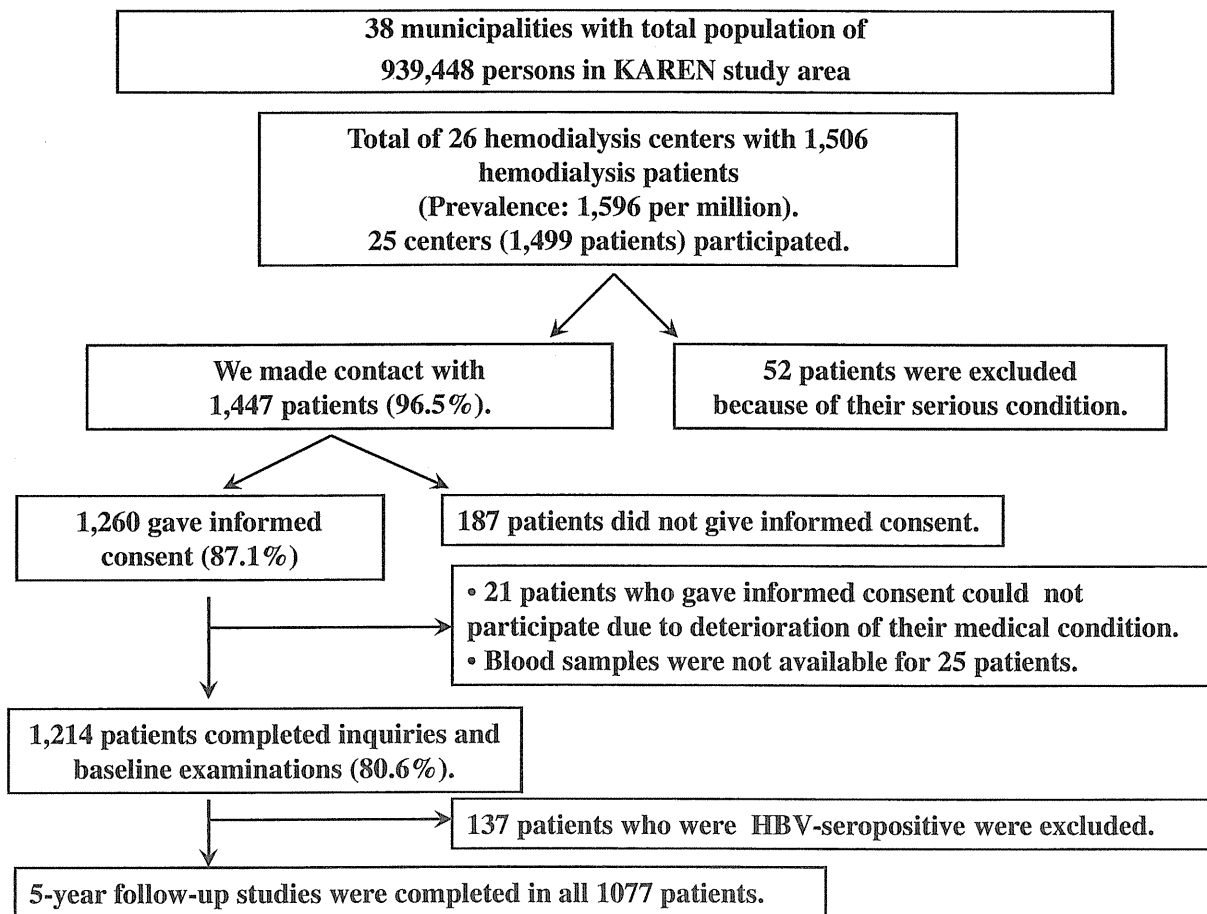 38 municipalities with total population of
939,448 persons in KAREN study area
Total of 26 hemodialysis centers with 1,506
hemodialysis patients
(Prevalence: 1,596 per million).
25 centers (1,499 patients) participated.
We made contact with
1,447 patients (96.5%).
52 patients were excluded
because of their serious condition.
1,260 gave informed
consent (87.1%)
187 patients did not give informed consent.
• 21 patients who gave informed consent could not
participate due to deterioration of their medical condition.
• Blood samples were not available for 25 patients.
1,214 patients completed inquiries and
baseline examinations (80.6%).
137 patients who were HBV-seropositive were excluded.
5-year follow-up studies were completed in all 1077 patients.